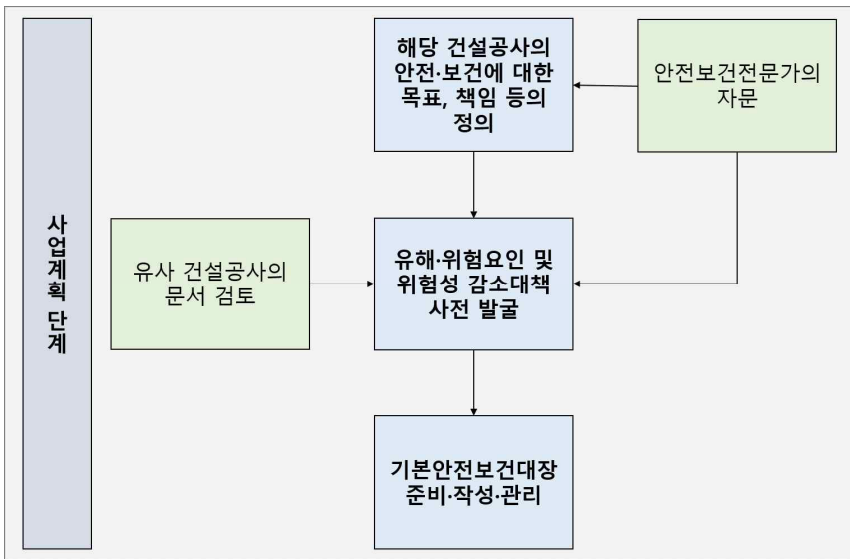 사업계획 단계
해당 건설공사의
안전·보건에 대한
목표, 책임 등의
정의
안전보건전문가의
자문
유사 건설공사의
문서 검토
유해·위험요인 및
위험성 감소대책
사전 발굴
기본안전보건대장
준비·작성·관리